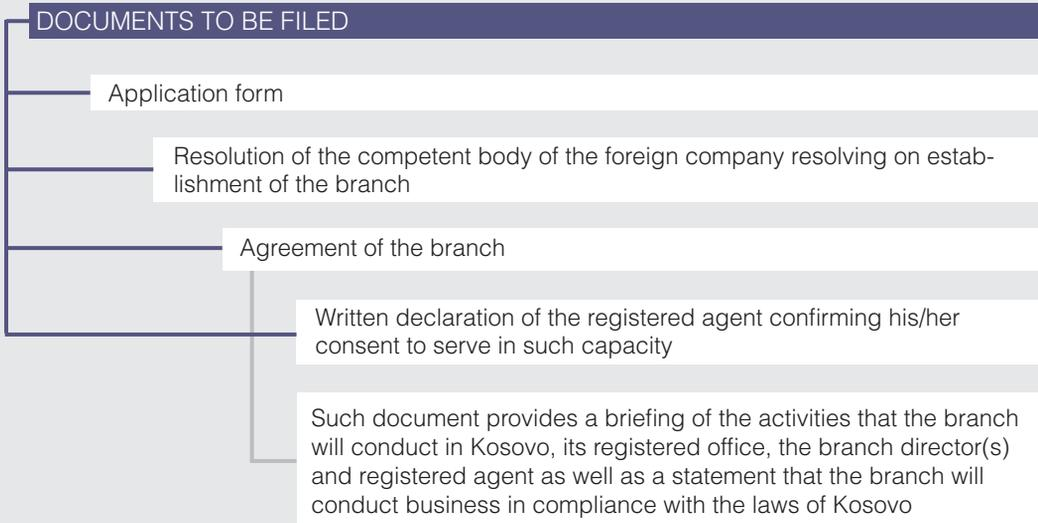 DOCUMENTS TO BE FILED
Application form
Resolution of the competent body of the foreign company resolving on estab-
lishment of the branch
Agreement of the branch
Written declaration of the registered agent confirming his/her
consent to serve in such capacity
Such document provides a briefing of the activities that the branch
will conduct in Kosovo, its registered office, the branch director(s)
and registered agent as well as a statement that the branch will
conduct business in compliance with the laws of Kosovo